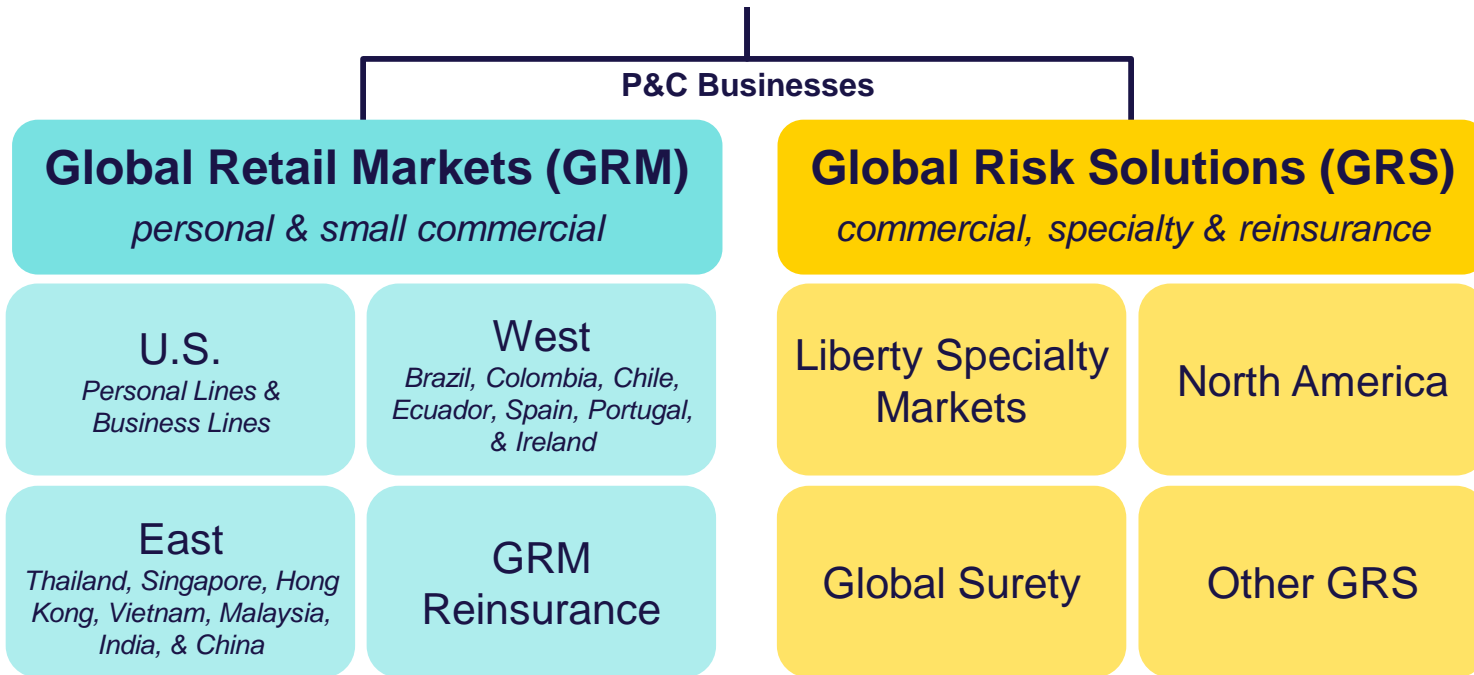 P&C Businesses
Global Retail Markets (GRM)
personal & small commercial
U.S.
Personal Lines &
Business Lines
West
Brazil, Colombia, Chile,
Ecuador, Spain, Portugal,
& Ireland
East
Thailand, Singapore, Hong
Kong, Vietnam, Malaysia,
India, & China
GRM
Reinsurance
Global Risk Solutions (GRS)
commercial, specialty & reinsurance
Liberty Specialty
Markets
North America
Global Surety
Other GRS